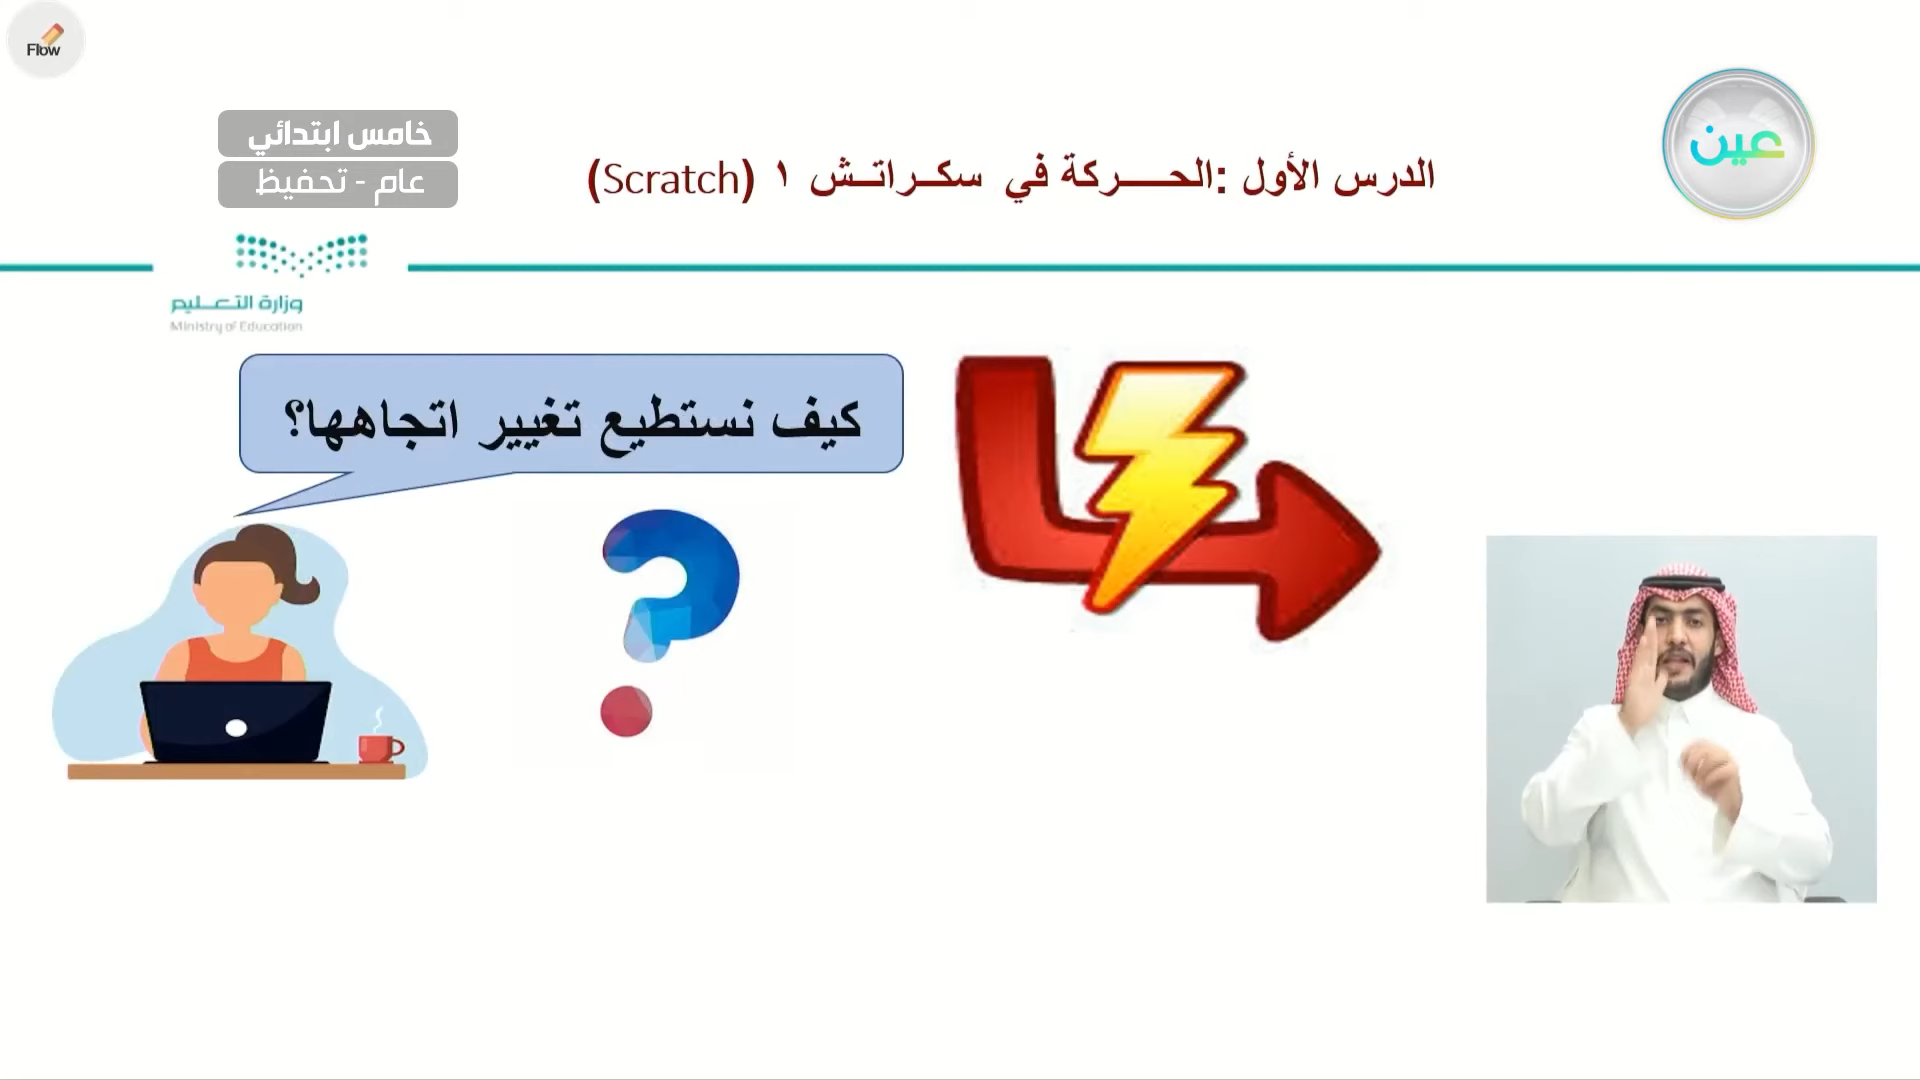 Flow
عين
خامس ابتدائي
عام - تحفيظ
الدرس الأول :الحـــركة في سكـراتـش ١ (Scratch)
وزارة التعـليم
Ministry of Education
كيف نستطيع تغيير اتجاهها؟